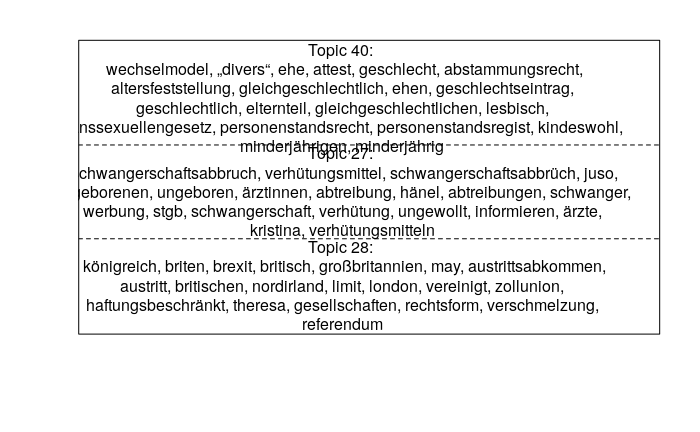 Topic 40:
wechselmodel, „divers“, ehe, attest, geschlecht, abstammungsrecht,
altersfeststellung, gleichgeschlechtlich, ehen, geschlechtseintrag,
geschlechtlich, elternteil, gleichgeschlechtlichen, lesbisch,
nssexuellengesetz, personenstandsrecht, personenstandsregist, kindeswohl,
minderjährigen, minderjährig
Topic 27:
chwangerschaftsabbruch, verhütungsmittel, schwangerschaftsabbrüch, juso,
geborenen, ungeboren, ärztinnen, abtreibung, hänel, abtreibungen, schwanger,
werbung, stgb, schwangerschaft, verhütung, ungewollt, informieren, ärzte,
kristina, verhütungsmitteln
Topic 28:
königreich, briten, brexit, britisch, großbritannien, may, austrittsabkommen,
austritt, britischen, nordirland, limit, london, vereinigt, zollunion,
haftungsbeschränkt, theresa, gesellschaften, rechtsform, verschmelzung,
referendum